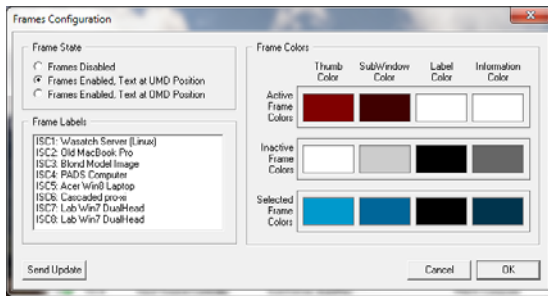 Frames Configuration
Frame State
Frames Disabled
Frames Enabled, Text at UMD Position
Frames Enabled, Text at OMD Position
Frame Labels
ISC1: Wasatch Server (Linux)
ISC2: Old MacBook Pro
ISC3: Blond Model Image
ISC4: PADS Computer
ISC5: Acer Win8 Laptop
ISC6: Cascaded pro-xi
ISC7: Lab Win7 DualHead
ISC8: Lab Win7 DualHead
Frame Colors
Thumb Color
SubWindow Color
Label Color
Information Color
Active Frame Colors
Inactive Frame Colors
Selected Frame Colors
Send Update
Cancel
OK